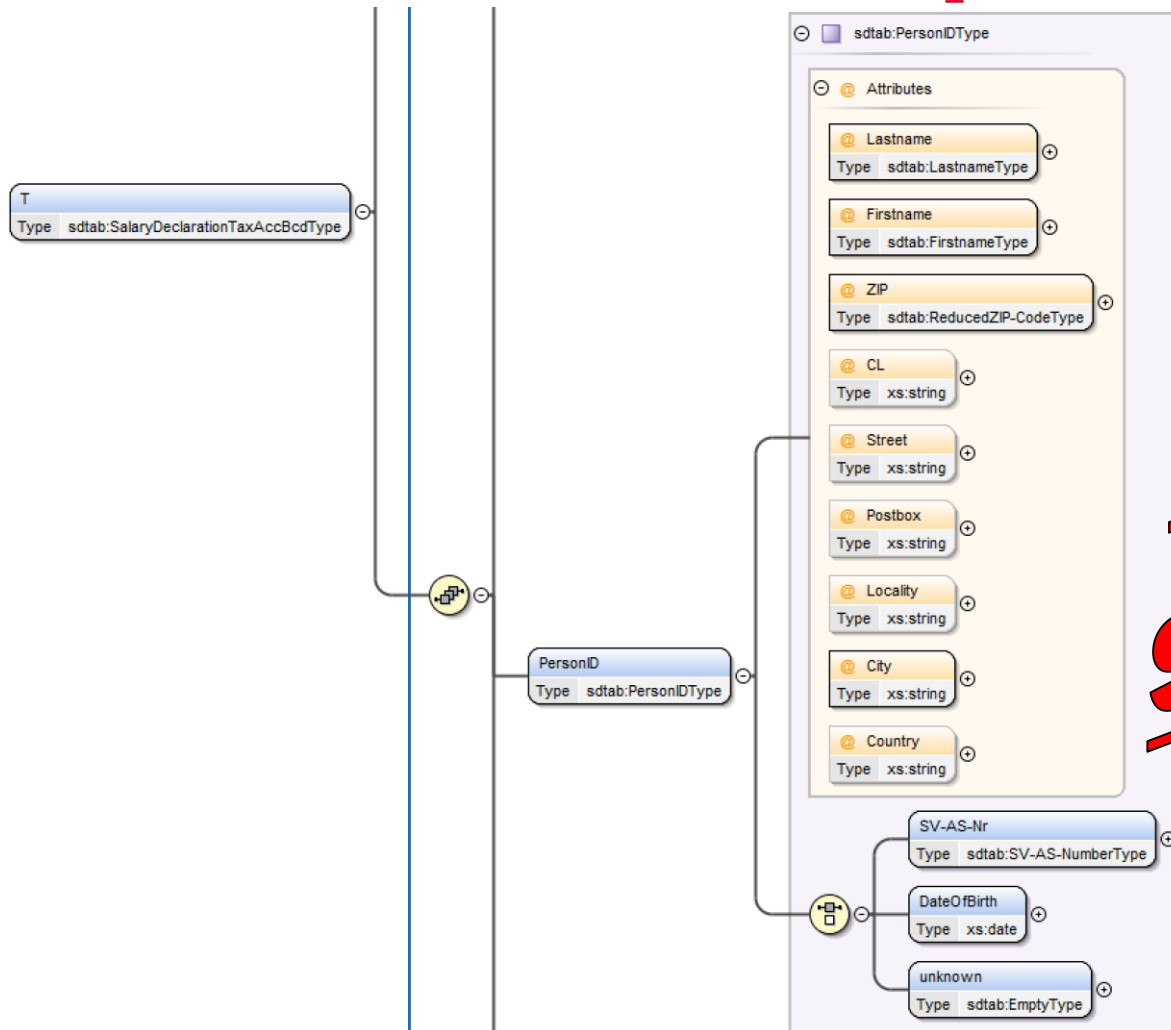 sdtab:PersonIDType
@ Attributes
@ Lastname
Type sdtab:LastnameType
T
Type sdtab:SalaryDeclarationTaxAccBcdType
@ Firstname
Type sdtab:FirstnameType
@ ZIP
Type sdtab:ReducedZIP-CodeType
@ CL
Type xs:string
@ Street
Type xs:string
@ Postbox
Type xs:string
@ Locality
Type xs:string
PersonID
Type sdtab:PersonIDType
@ City
Type xs:string
@ Country
Type xs:string
SV-AS-Nr
Type sdtab:SV-AS-NumberType
DateOfBirth
Type xs:date
unknown
Type sdtab:EmptyType